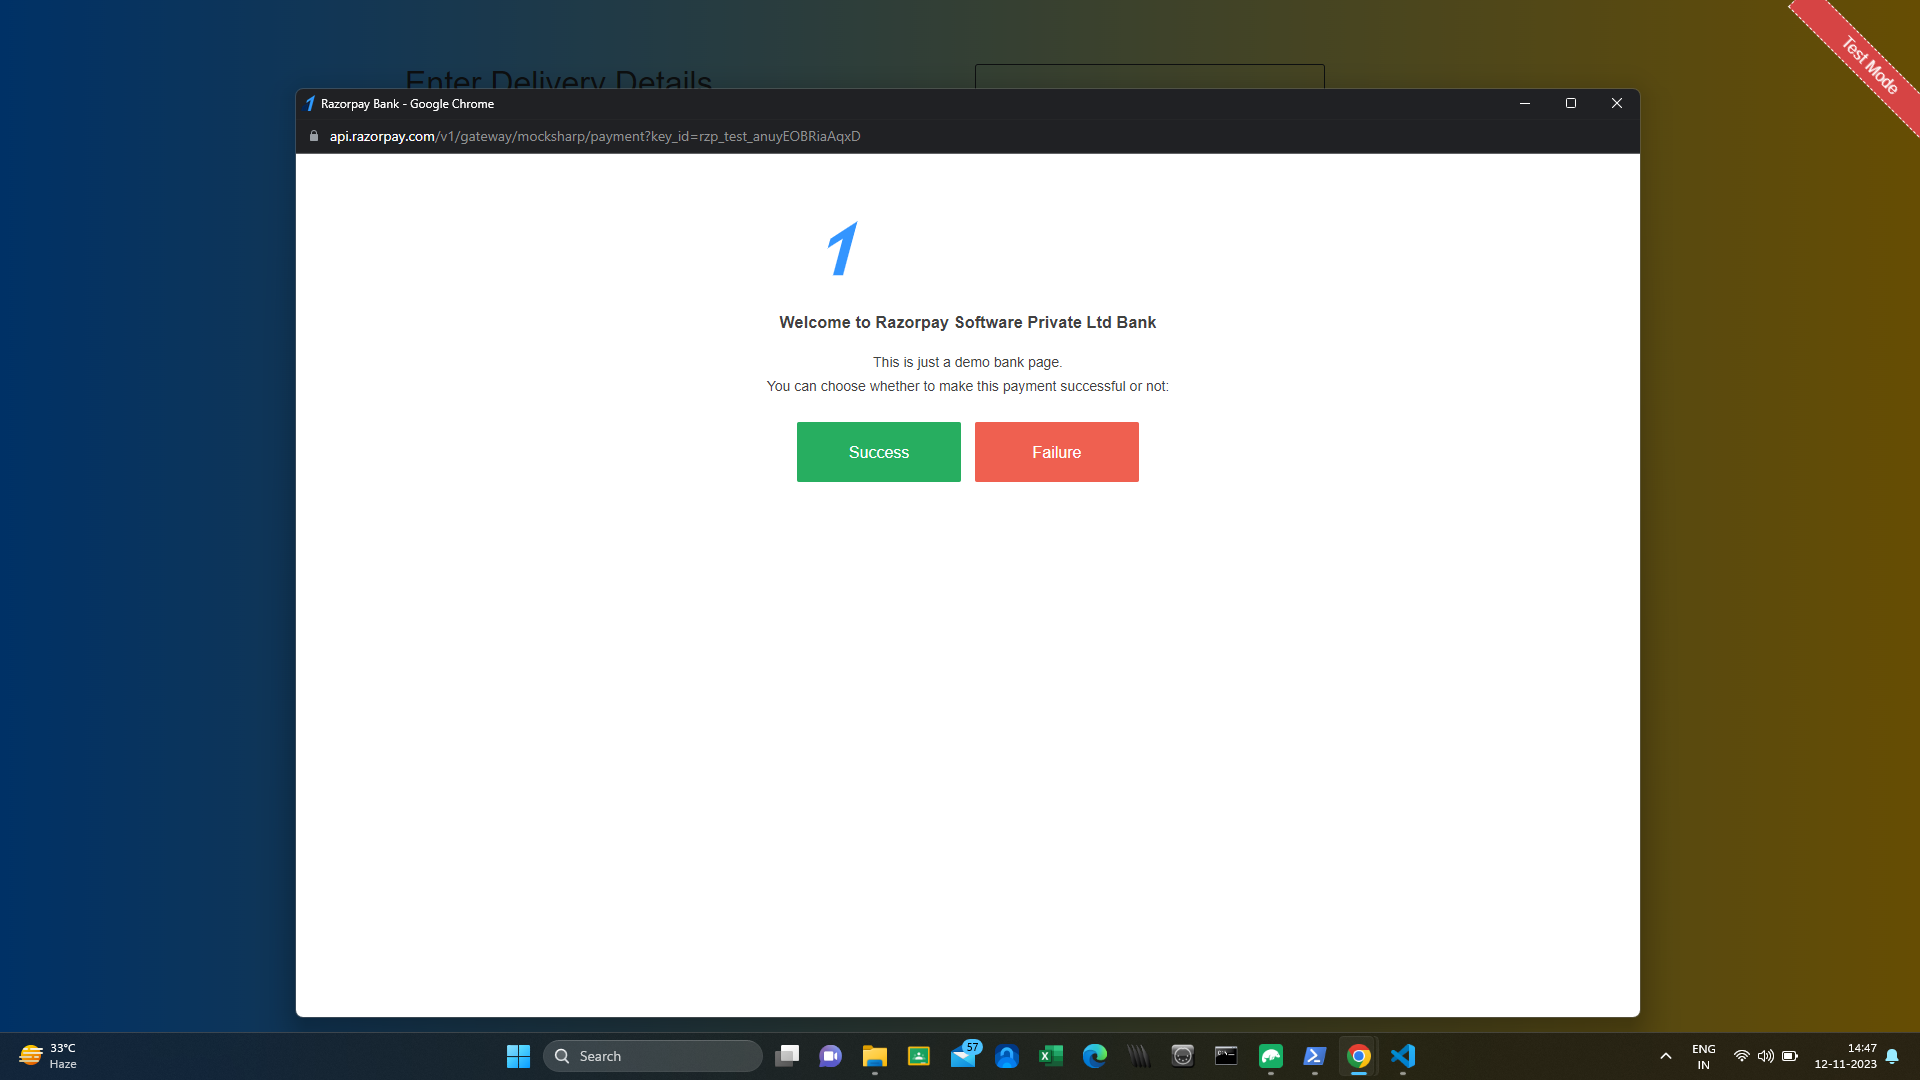 Enter Delivery Details
Test Mode
Razorpay Bank - Google Chrome
api.razorpay.com/v1/gateway/mocksharp/payment?key_id=rzp_test_anuyEOBRiaAqxD
Welcome to Razorpay Software Private Ltd Bank
This is just a demo bank page.
You can choose whether to make this payment successful or not:
Success
Failure
33°C
Haze
Search
57
ENG
IN
14:47
12-11-2023